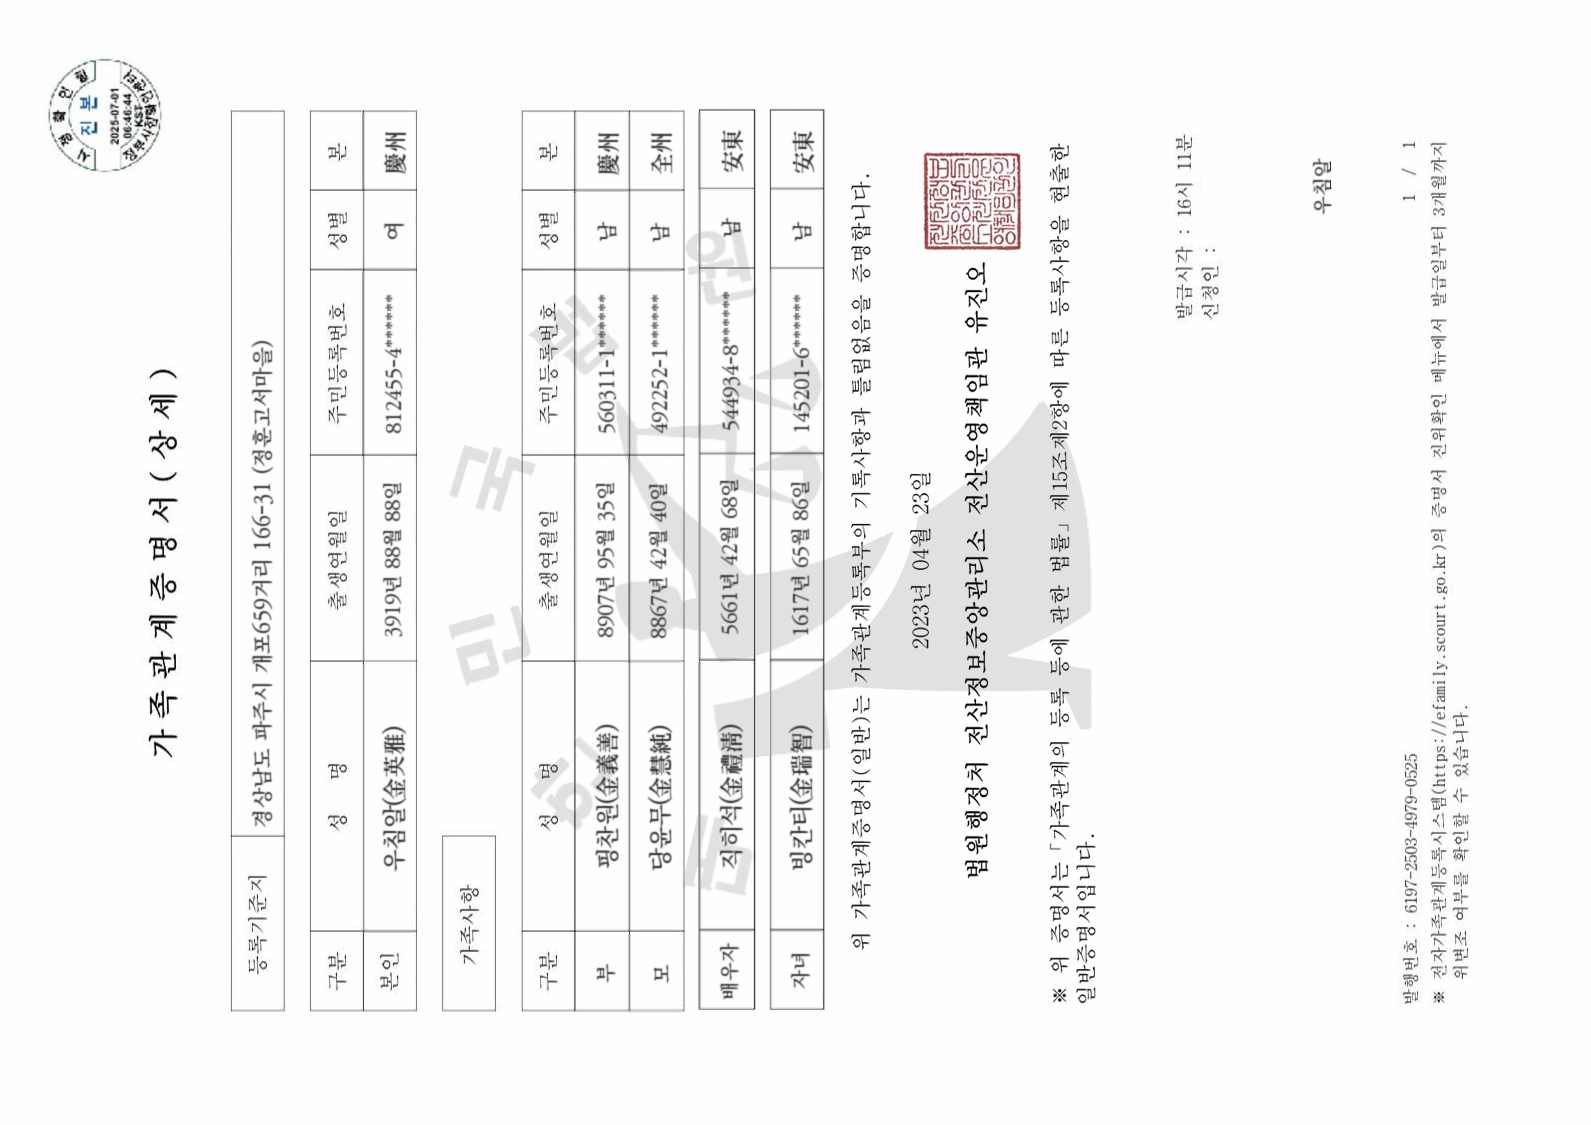 시점확인필
진본
2025-07-01
06:46:44
KST
가족관계증명서(상세)
등록기준지 경상남도 파주시 개포659거리 166-31 (정훈고서마을)
구분 성 명 출생연월일 주민등록번호 성별 본
본인 우침알(金英雅) 3919년 88월 88일 812455-4****** 여 慶州
가족사항
구분 성 명 출생연월일 주민등록번호 성별 본
부 핑찬원(金義善) 8907년 95월 35일 560311-1****** 남 慶州
모 당윤무(金慧純) 8867년 42월 40일 492252-1****** 남 全州
배우자 직히석(金禮淸) 5661년 42월 68일 544934-8****** 남 安東
자녀 빙칸티(金瑞智) 1617년 65월 86일 145201-6****** 남 安東
위 가족관계증명서(일반)는 가족관계등록부의 기록사항과 틀림없음을 증명합니다.
2023년 04월 23일
법원행정처 전산정보중앙관리소 전산운영책임관 유진오
※ 위 증명서는「가족관계의 등록 등에 관한 법률」제15조제2항에 따른 등록사항을 현출한
일반증명서입니다.
발급시각 : 16시 11분
신청인 :
우침알
발행번호 : 6197-2503-4979-0525 1 / 1
※ 전자가족관계등록시스템(https://efamily.scourt.go.kr)의 증명서 진위확인 메뉴에서 발급일부터 3개월까지
위변조 여부를 확인할 수 있습니다.